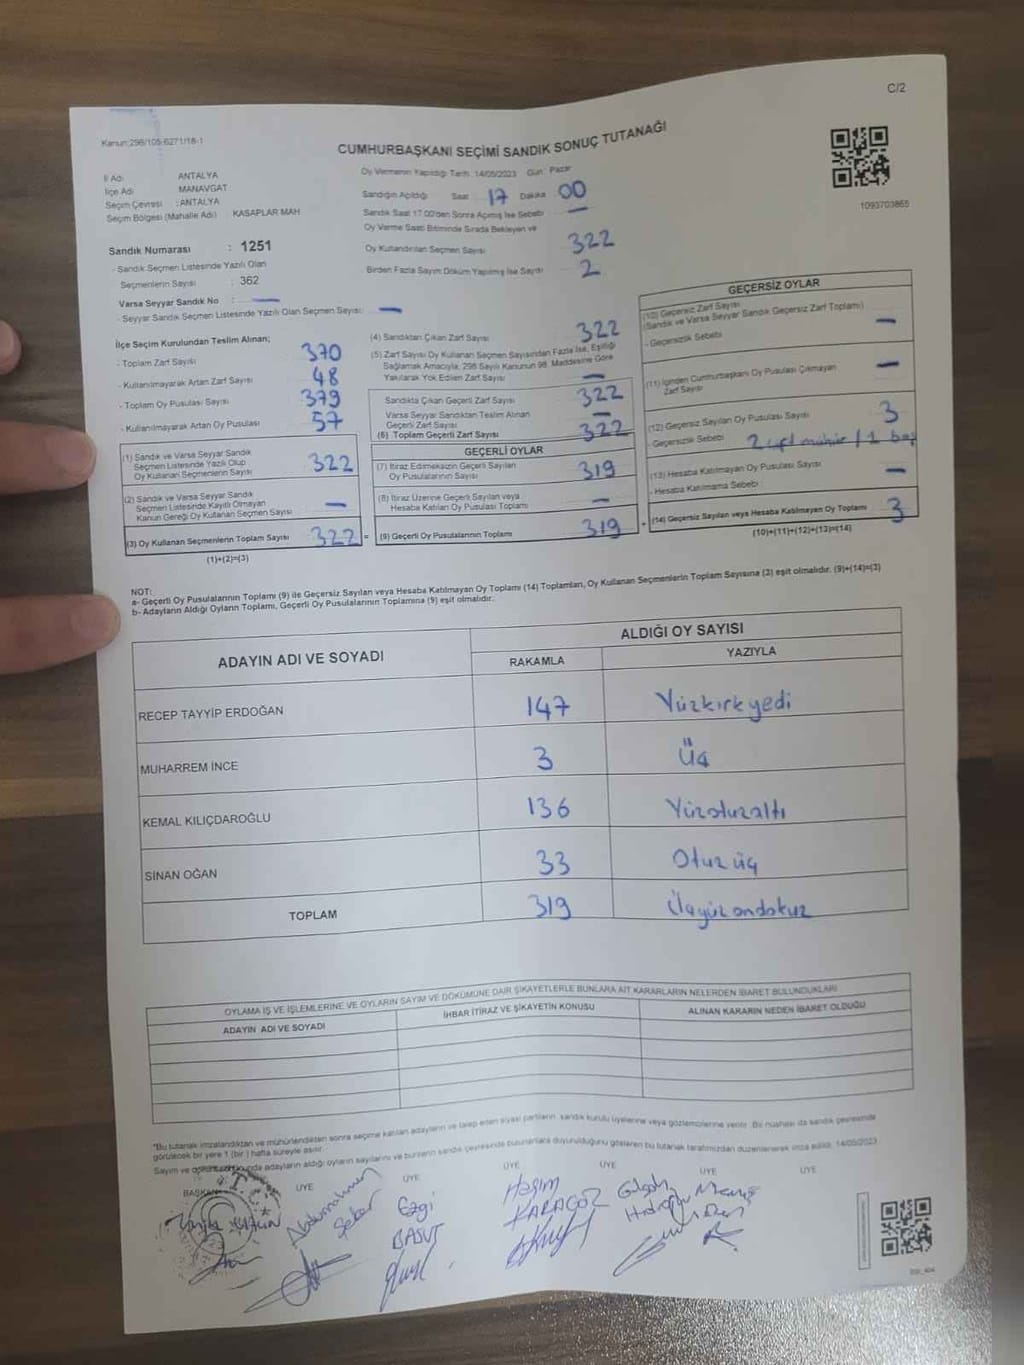 C/2
Kanun:298/105-6271/18-1
CUMHURBAŞKANI SEÇİMİ SANDIK SONUÇ TUTANAĞI
1093703865
İl Adı ANTALYA
İlçe Adı MANAVGAT
Seçim Çevresi : ANTALYA
Seçim Bölgesi (Mahalle Adı) KASAPLAR MAH
Sandık Numarası : 1251
- Sandık Seçmen Listesinde Yazılı Olan
Seçmenlerin Sayısı : 362
Varsa Seyyar Sandık No : —
- Seyyar Sandık Seçmen Listesinde Yazılı Olan Seçmen Sayısı: —
Oy Vermenin Yapıldığı Tarih :14/05/2023 Gün : Pazar
Sandığın Açıldığı Saat 17 Dakika 00
Sandık Saat 17.00'den Sonra Açılmış İse Sebebi —
Oy Verme Saati Bitiminde Sırada Bekleyen ve
Oy Kullandırılan Seçmen Sayısı 322
Birden Fazla Sayım Döküm Yapılmış İse Sayısı 2
İlçe Seçim Kurulundan Teslim Alınan;
- Toplam Zarf Sayısı 370
- Kullanılmayarak Artan Zarf Sayısı 48
- Toplam Oy Pusulası Sayısı 379
- Kullanılmayarak Artan Oy Pusulası 57
(1) Sandık ve Varsa Seyyar Sandık
Seçmen Listesinde Yazılı Olup
Oy Kullanan Seçmenlerin Sayısı 322
(2) Sandık ve Varsa Seyyar Sandık
Seçmen Listesinde Kayıtlı Olmayan
Kanun Gereği Oy Kullanan Seçmen Sayısı —
(3) Oy Kullanan Seçmenlerin Toplam Sayısı 322 =
(1)+(2)=(3)
(4) Sandıktan Çıkan Zarf Sayısı 322
(5) Zarf Sayısı Oy Kullanan Seçmen Sayısından Fazla İse, Eşitliği
Sağlamak Amacıyla, 298 Sayılı Kanunun 98. Maddesine Göre
Yakılarak Yok Edilen Zarf Sayısı —
Sandıkta Çıkan Geçerli Zarf Sayısı 322
Varsa Seyyar Sandıktan Teslim Alınan
Geçerli Zarf Sayısı —
(6) Toplam Geçerli Zarf Sayısı 322
GEÇERLİ OYLAR
(7) İtiraz Edilmeksizin Geçerli Sayılan
Oy Pusulalarının Sayısı 319
(8) İtiraz Üzerine Geçerli Sayılan veya
Hesaba Katılan Oy Pusulası Toplamı —
(9) Geçerli Oy Pusulalarının Toplamı 319 +
GEÇERSİZ OYLAR
(10) Geçersiz Zarf Sayısı
(Sandık ve Varsa Seyyar Sandık Geçersiz Zarf Toplamı) —
- Geçersizlik Sebebi
(11) İçinden Cumhurbaşkanı Oy Pusulası Çıkmayan
Zarf Sayısı —
(12) Geçersiz Sayılan Oy Pusulası Sayısı 3
- Geçersizlik Sebebi : 2 çift mühür / 1 boş
(13) Hesaba Katılmayan Oy Pusulası Sayısı —
- Hesaba Katılmama Sebebi :
(14) Geçersiz Sayılan veya Hesaba Katılmayan Oy Toplamı 3
(10)+(11)+(12)+(13)=(14)
NOT:
a- Geçerli Oy Pusulalarının Toplamı (9) ile Geçersiz Sayılan veya Hesaba Katılmayan Oy Toplamı (14) Toplamları, Oy Kullanan Seçmenlerin Toplam Sayısına (3) eşit olmalıdır. (9)+(14)=(3)
b- Adayların Aldığı Oyların Toplamı, Geçerli Oy Pusulalarının Toplamına (9) eşit olmalıdır.
ADAYIN ADI VE SOYADI ALDIĞI OY SAYISI
RAKAMLA YAZIYLA
RECEP TAYYİP ERDOĞAN 147 Yüzkırkyedi
MUHARREM İNCE 3 Üç
KEMAL KILIÇDAROĞLU 136 Yüzotuzaltı
SİNAN OĞAN 33 Otuzüç
TOPLAM 319 Üçyüzondokuz
OYLAMA İŞ VE İŞLEMLERİNE VE OYLARIN SAYIM VE DÖKÜMÜNE DAİR ŞİKAYETLERLE BUNLARA AİT KARARLARIN NELERDEN İBARET BULUNDUKLARI
ADAYIN ADI VE SOYADI İHBAR İTİRAZ VE ŞİKAYETİN KONUSU ALINAN KARARIN NEDEN İBARET OLDUĞU
*Bu tutanak imzalandıktan ve mühürlendikten sonra seçime katılan adayların ve talep eden siyasi partilerin, sandık kurulu üyelerine veya gözlemcilerine verilir. Bir nüshası da sandık çevresinde
görülecek bir yere 1 (bir) hafta süreyle asılır.
Sayım ve sonunda adayların aldığı oyların sayılarını ve bunların sandık çevresinde bulunanlara duyurulduğunu gösteren bu tutanak tarafımızdan düzenlenerek imza edildi. 14/05/2023
BAŞKAN ÜYE ÜYE ÜYE ÜYE ÜYE ÜYE
T.C.
Abdurrahman
Şeker
Ezgi
BASUT
Haşim
KARAGÖZ